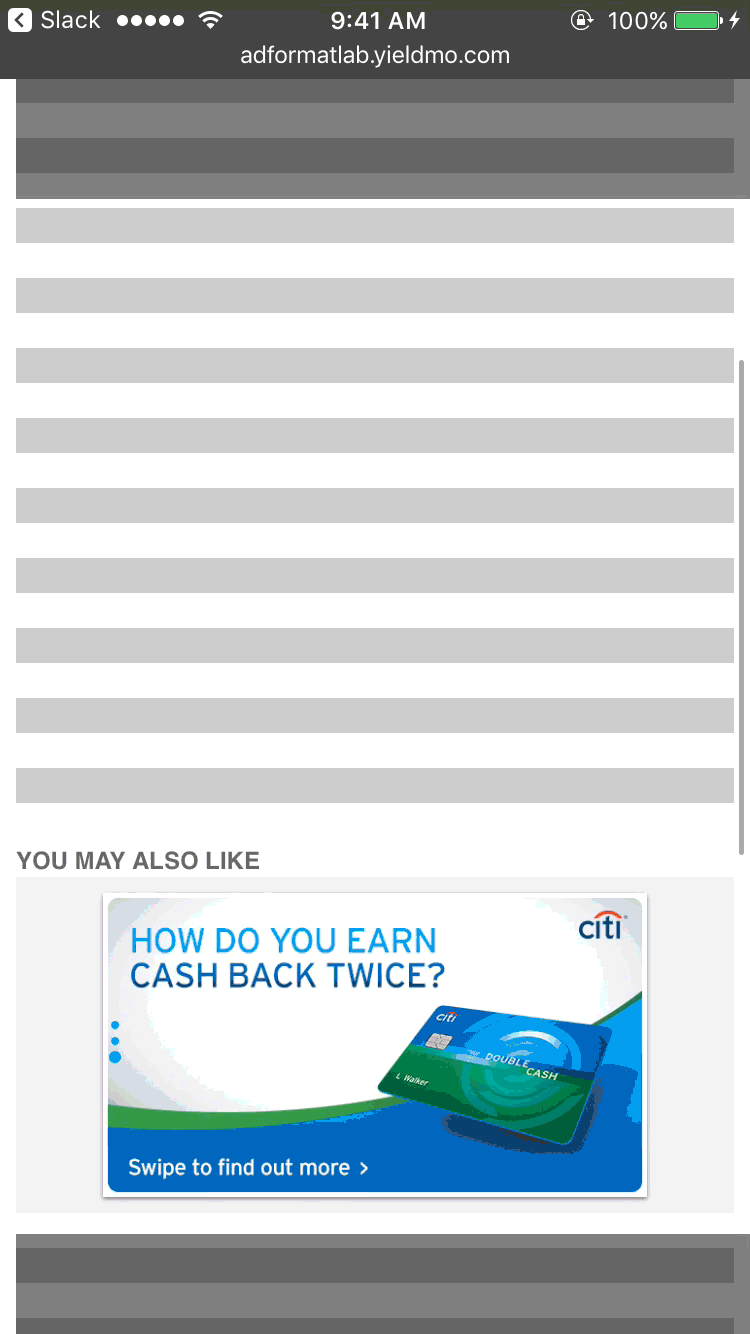 Slack 9:41 AM 100%
adformatlab.yieldmo.com
YOU MAY ALSO LIKE
citi
HOW DO YOU EARN
CASH BACK TWICE?
citi
DOUBLE
CASH
L Walker
Swipe to find out more >